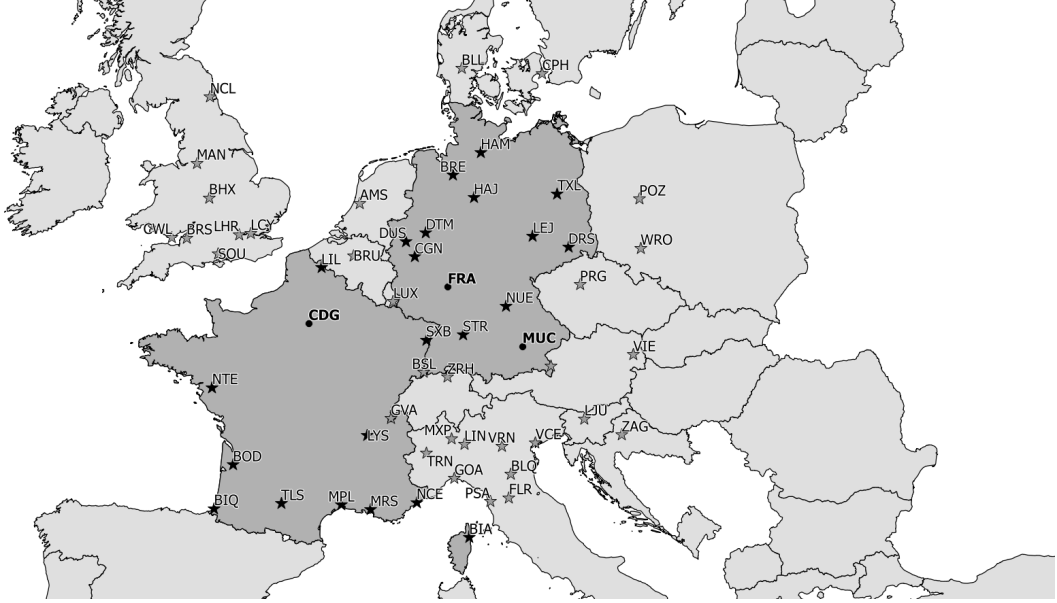 BLL
CPH
NCL
HAM
MAN
BRE
BHX
AMS
HAJ
TXL
POZ
CWL
BRS
LHR
LCY
DUS
DTM
LEJ
DRS
WRO
SOU
LIL
BRU
CGN
FRA
PRG
LUX
NUE
CDG
SXB
STR
MUC
VIE
BSL
ZRH
NTE
GVA
LJU
LYS
MXP
LIN
VRN
VCE
ZAG
BOD
TRN
GOA
BLQ
BIQ
TLS
MPL
MRS
NCE
PSA
FLR
BIA